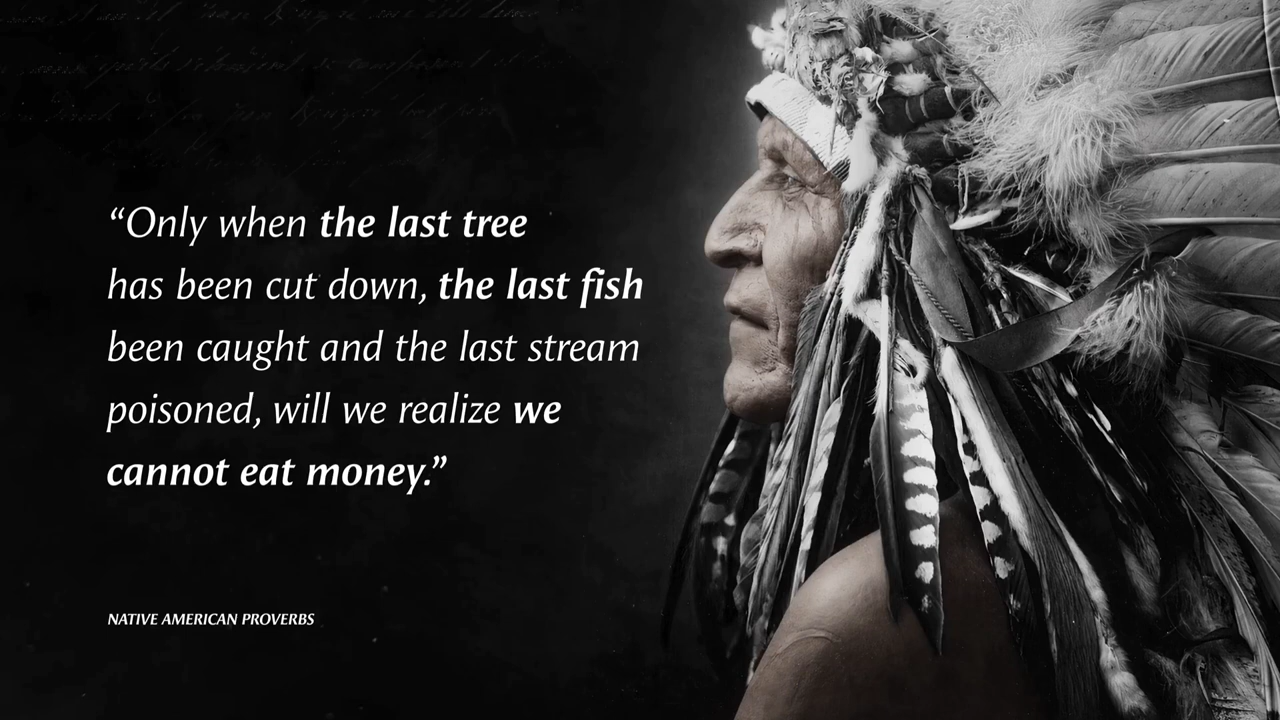 “Only when the last tree
has been cut down, the last fish
been caught and the last stream
poisoned, will we realize we
cannot eat money.”
NATIVE AMERICAN PROVERBS